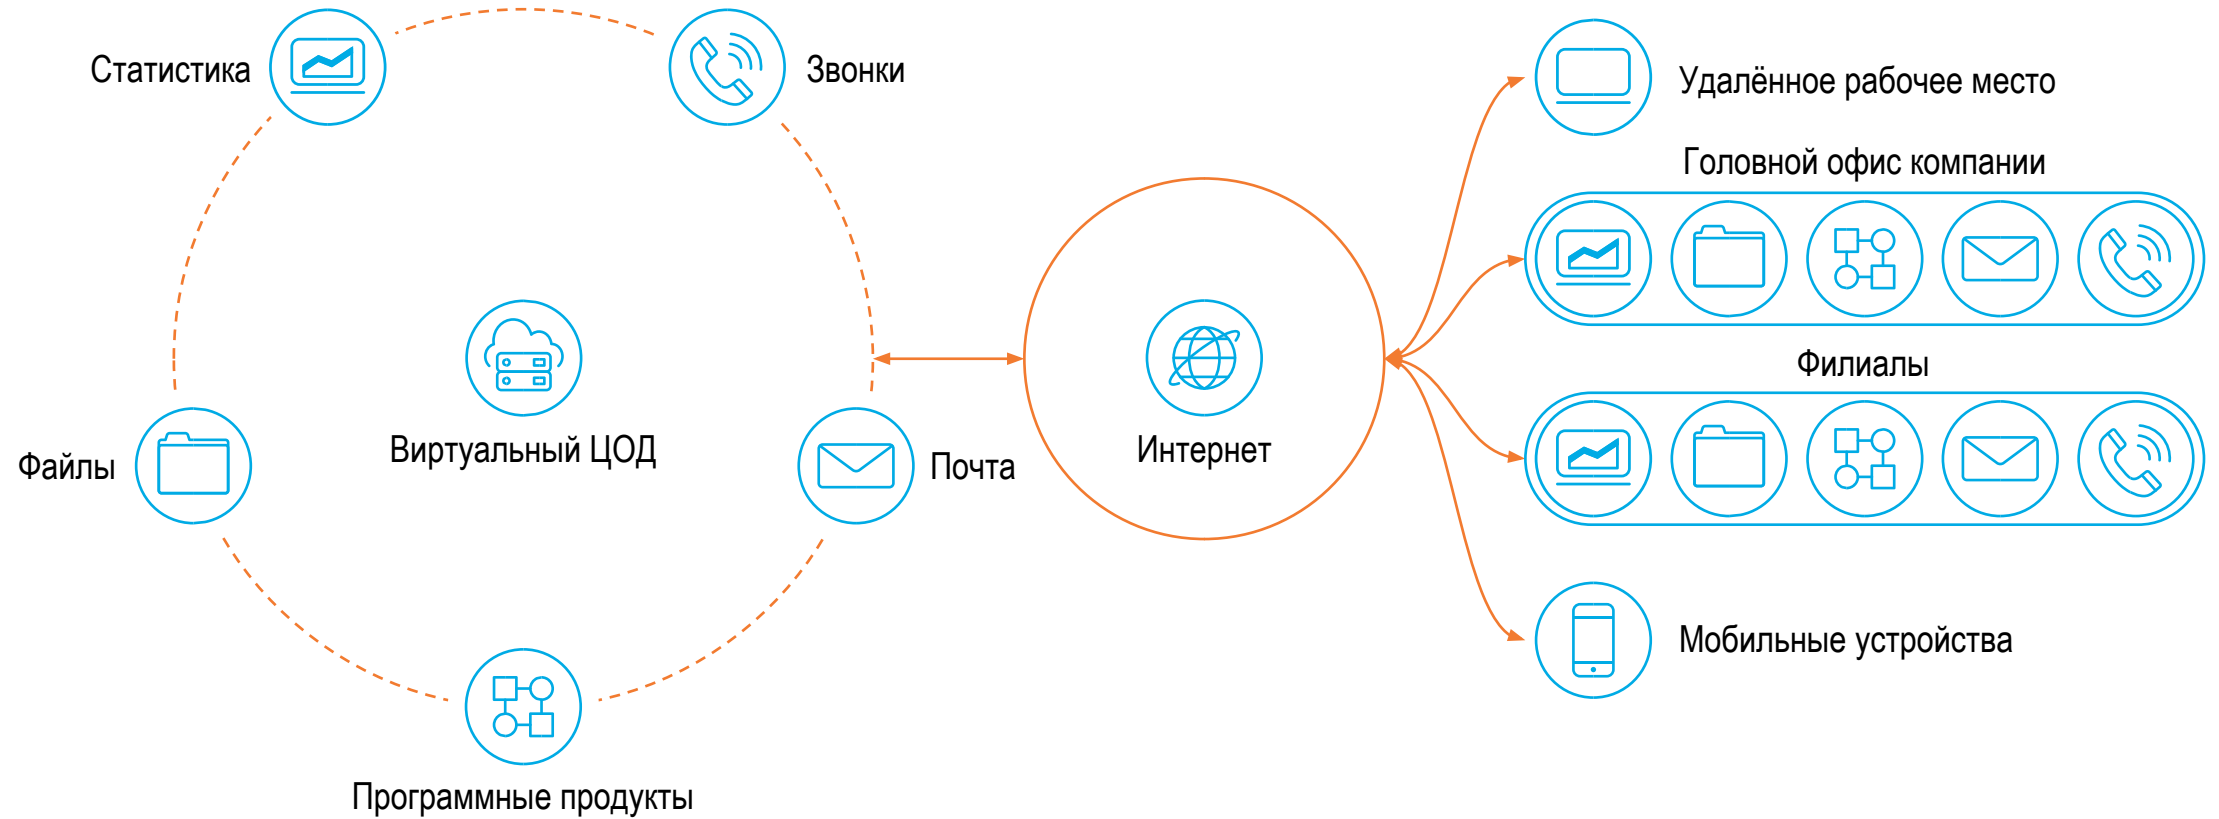 Статистика
Звонки
Удалённое рабочее место
Головной офис компании
Филиалы
Виртуальный ЦОД
Интернет
Файлы
Почта
Мобильные устройства
Программные продукты